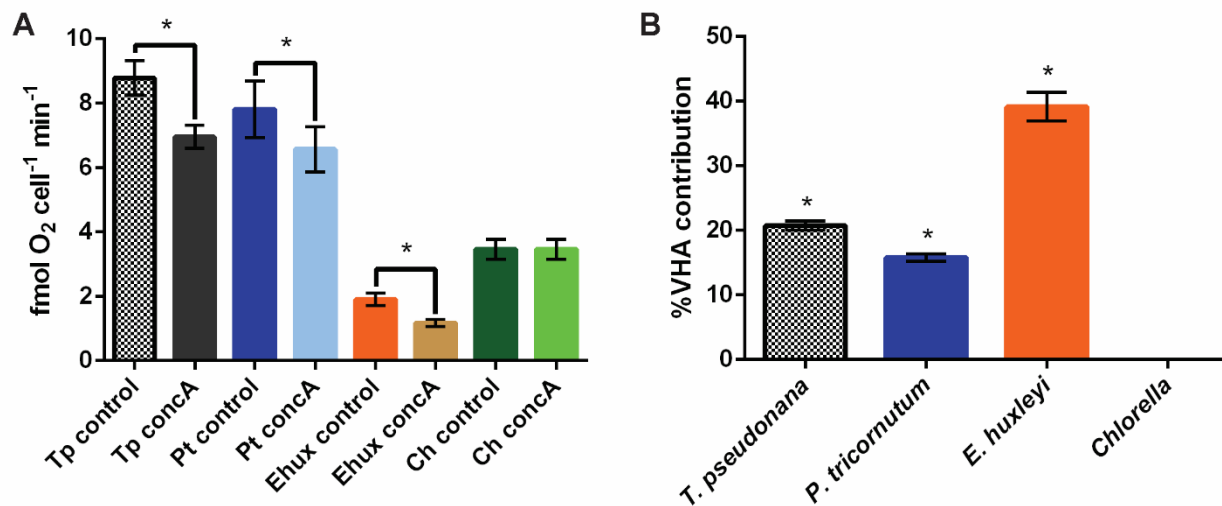 A
fmol O₂ cell⁻¹ min⁻¹
10
8
6
4
2
0
*
*
*
Tp control
Tp concA
Pt control
Pt concA
Ehux control
Ehux concA
Ch control
Ch concA
B
%VHA contribution
50
40
30
20
10
0
*
*
*
T. pseudonana
P. tricornutum
E. huxleyi
Chlorella